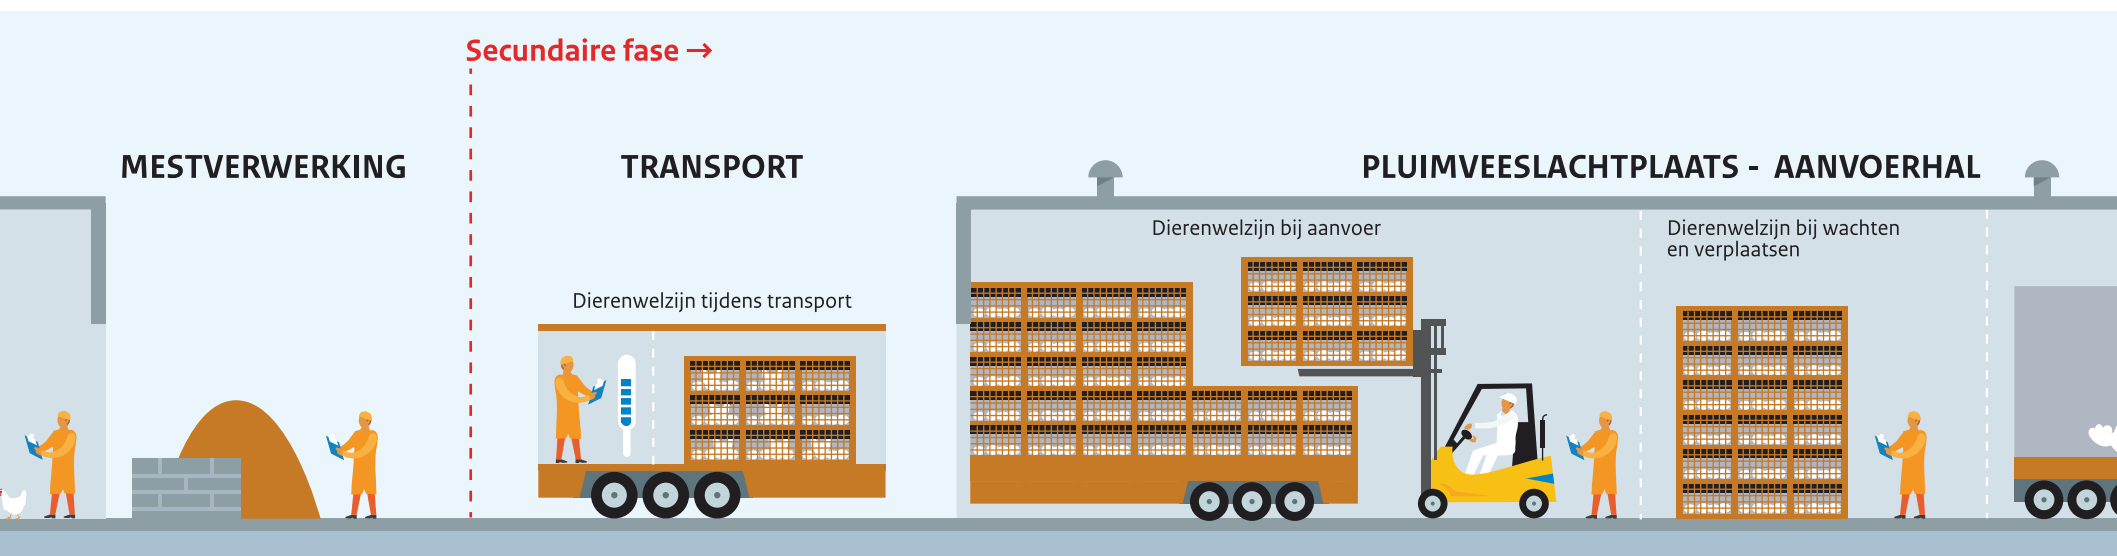 Secundaire fase →
MESTVERWERKING
TRANSPORT
PLUIMVEESLACHTPLAATS - AANVOERHAL
Dierenwelzijn tijdens transport
Dierenwelzijn bij aanvoer
Dierenwelzijn bij wachten
en verplaatsen